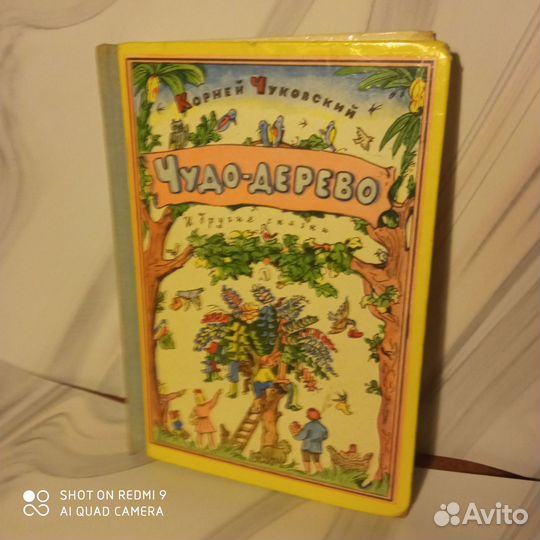 Корней Чуковский
Чудо-дерево
и другие сказки
SHOT ON REDMI 9
AI QUAD CAMERA
Avito